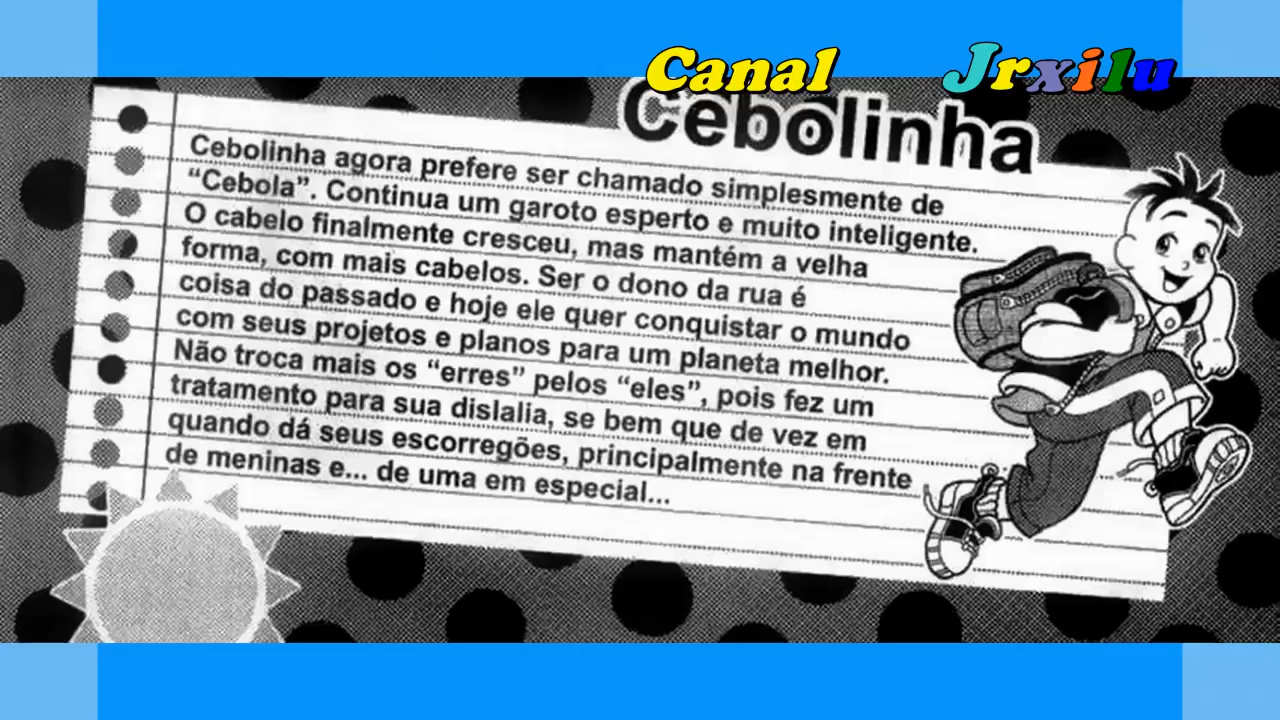 Canal Jrxilu
Cebolinha
Cebolinha agora prefere ser chamado simplesmente de
“Cebola”. Continua um garoto esperto e muito inteligente.
O cabelo finalmente cresceu, mas mantém a velha
forma, com mais cabelos. Ser o dono da rua é
coisa do passado e hoje ele quer conquistar o mundo
com seus projetos e planos para um planeta melhor.
Não troca mais os “erres” pelos “eles”, pois fez um
tratamento para sua dislalia, se bem que de vez em
quando dá seus escorregões, principalmente na frente
de meninas e... de uma em especial...